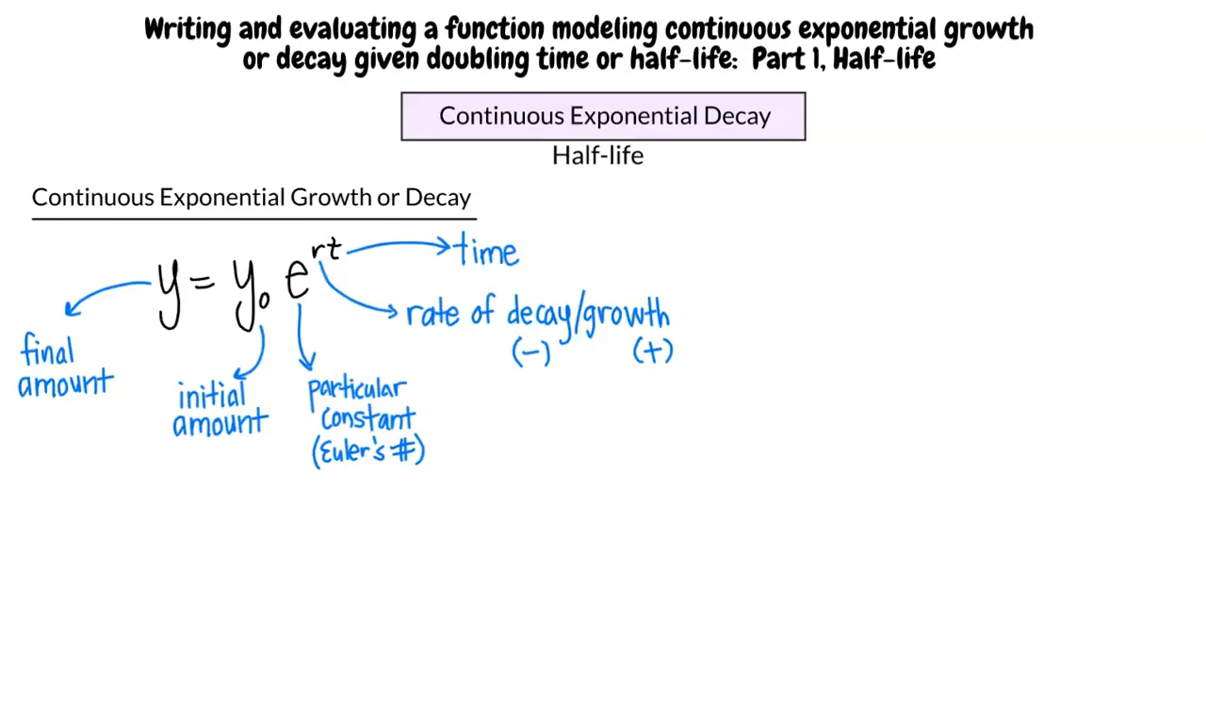 Writing and evaluating a function modeling continuous exponential growth
or decay given doubling time or half-life: Part 1, Half-life
Continuous Exponential Decay
Half-life
Continuous Exponential Growth or Decay
y = y₀ e^rt
time
rate of decay/growth
(-) (+)
final
amount
initial
amount
particular
constant
(Euler's #)